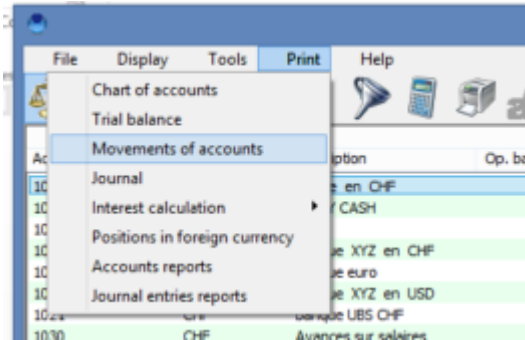 File Display Tools Print Help
Chart of accounts
Trial balance
Movements of accounts
Journal
Interest calculation
Positions in foreign currency
Accounts reports
Journal entries reports
Op. ba
en CHF
CASH
XYZ en CHF
euro
XYZ en USD
banque UBS CHF
1030 CHF Avances sur salaires